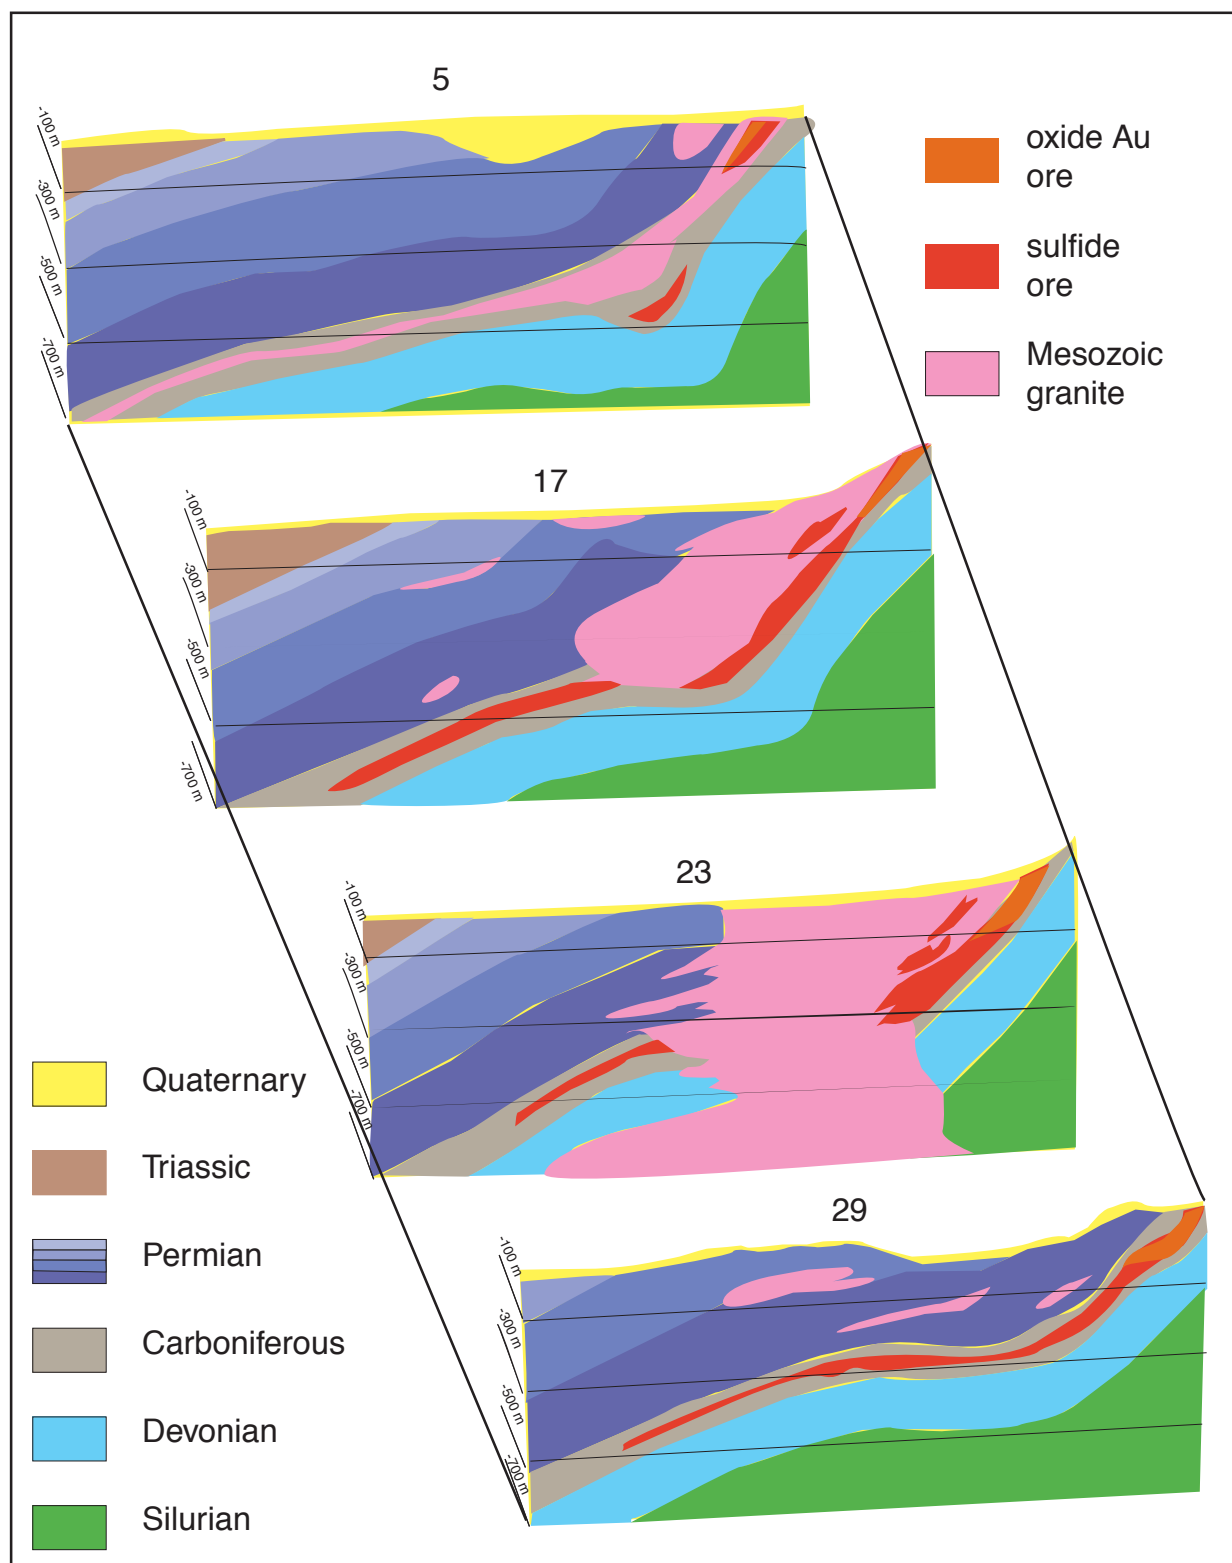 5
-100 m
-300 m
-500 m
-700 m
oxide Au
ore
sulfide
ore
Mesozoic
granite
17
-100 m
-300 m
-500 m
-700 m
23
-100 m
-300 m
-500 m
-700 m
29
-100 m
-300 m
-500 m
-700 m
Quaternary
Triassic
Permian
Carboniferous
Devonian
Silurian